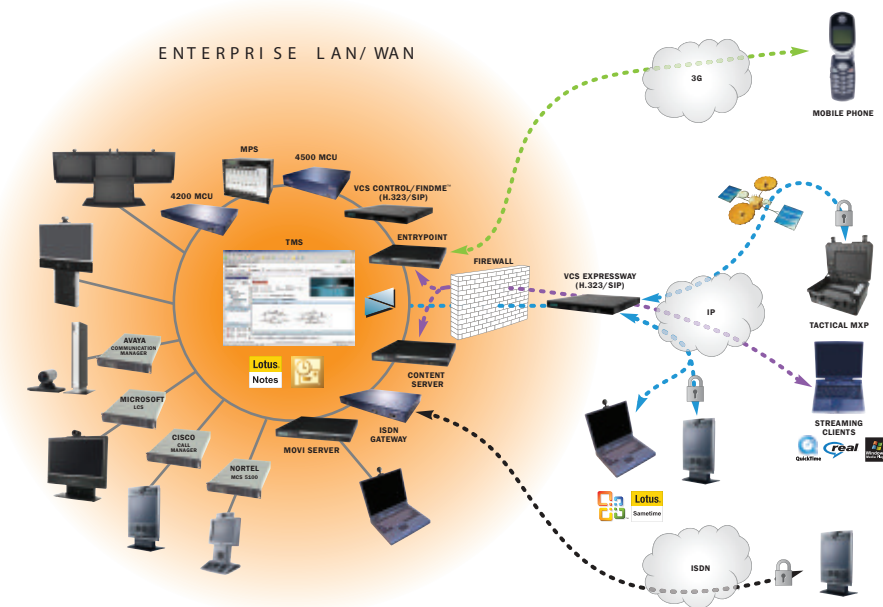 ENTERPRISE LAN/WAN
3G
MOBILE PHONE
MPS
4500 MCU
4200 MCU
VCS CONTROL/FINDME™
(H.323/SIP)
ENTRYPOINT
TMS
FIREWALL
VCS EXPRESSWAY
(H.323/SIP)
IP
TACTICAL MXP
AVAYA
COMMUNICATION
MANAGER
Lotus.
Notes
CONTENT
SERVER
MICROSOFT
LCS
ISDN
GATEWAY
MOVI SERVER
CISCO
CALL
MANAGER
NORTEL
MCS 5100
STREAMING
CLIENTS
QuickTime
real
Lotus.
Sametime
ISDN